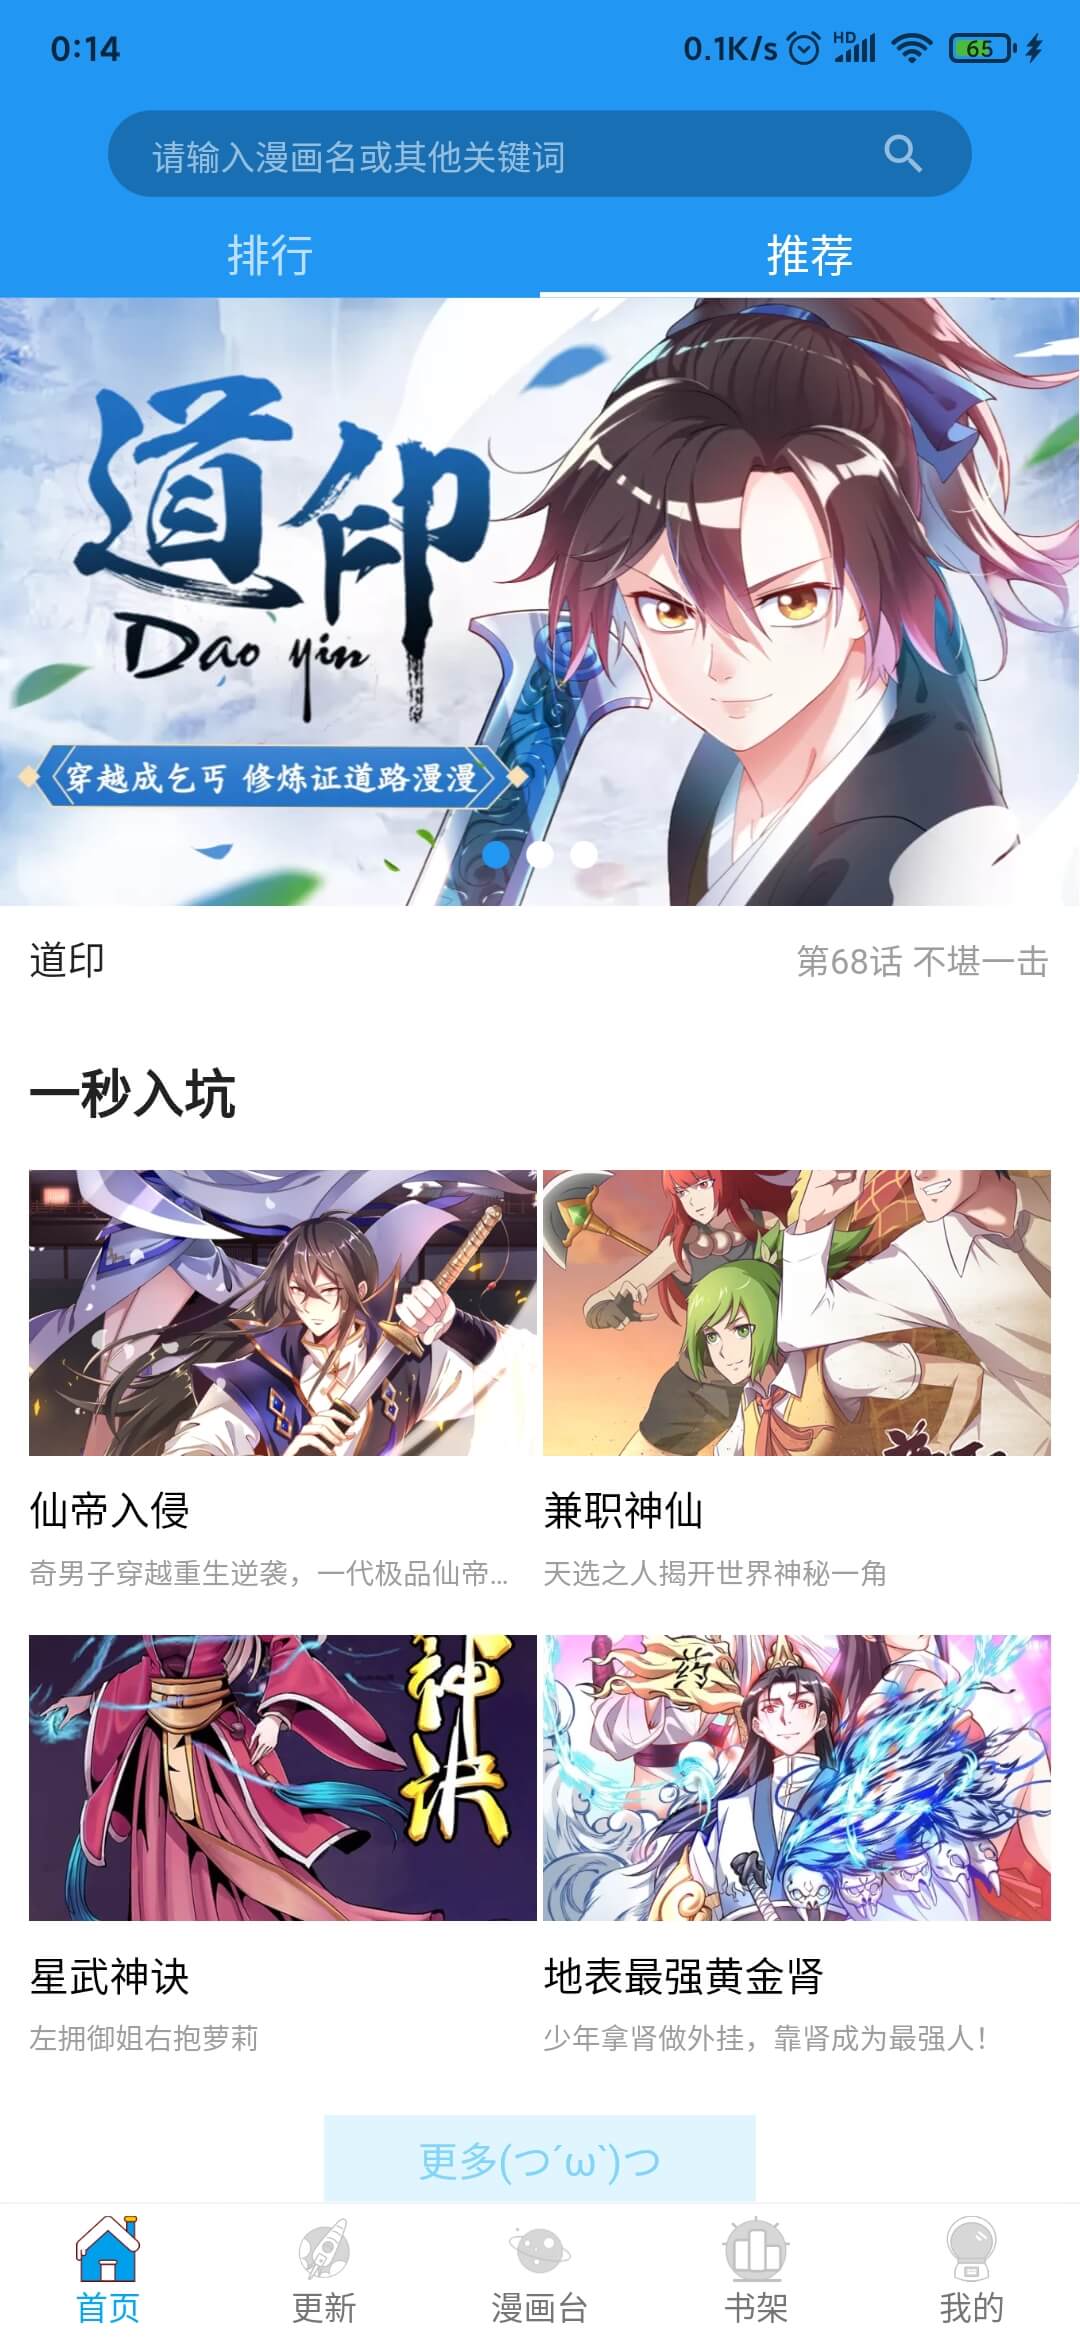 0:14
0.1K/s HD 65
请输入漫画名或其他关键词
排行
推荐
道印
Dao yin
穿越成乞丐 修炼证道路漫漫
道印
第68话 不堪一击
一秒入坑
仙帝入侵
兼职神仙
奇男子穿越重生逆袭，一代极品仙帝...
天选之人揭开世界神秘一角
神诀
药
星武神诀
地表最强黄金肾
左拥御姐右抱萝莉
少年拿肾做外挂，靠肾成为最强人！
更多(つ´ω`)つ
首页
更新
漫画台
书架
我的